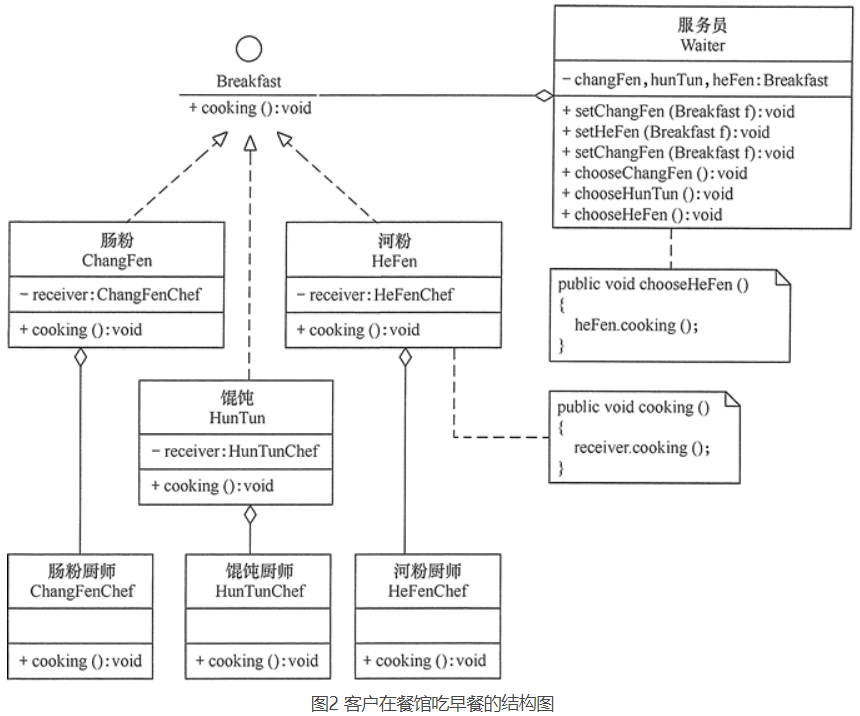 Breakfast
+ cooking ():void
服务员
Waiter
- changFen,hunTun,heFen:Breakfast
+ setChangFen (Breakfast f):void
+ setHeFen (Breakfast f):void
+ setChangFen (Breakfast f):void
+ chooseChangFen ():void
+ chooseHunTun ():void
+ chooseHeFen ():void
肠粉
ChangFen
- receiver:ChangFenChef
+ cooking ():void
河粉
HeFen
- receiver:HeFenChef
+ cooking ():void
public void chooseHeFen ()
{
heFen.cooking ();
}
馄饨
HunTun
- receiver:HunTunChef
+ cooking ():void
public void cooking ()
{
receiver.cooking ();
}
肠粉厨师
ChangFenChef
+ cooking ():void
馄饨厨师
HunTunChef
+ cooking ():void
河粉厨师
HeFenChef
+ cooking ():void
图2 客户在餐馆吃早餐的结构图